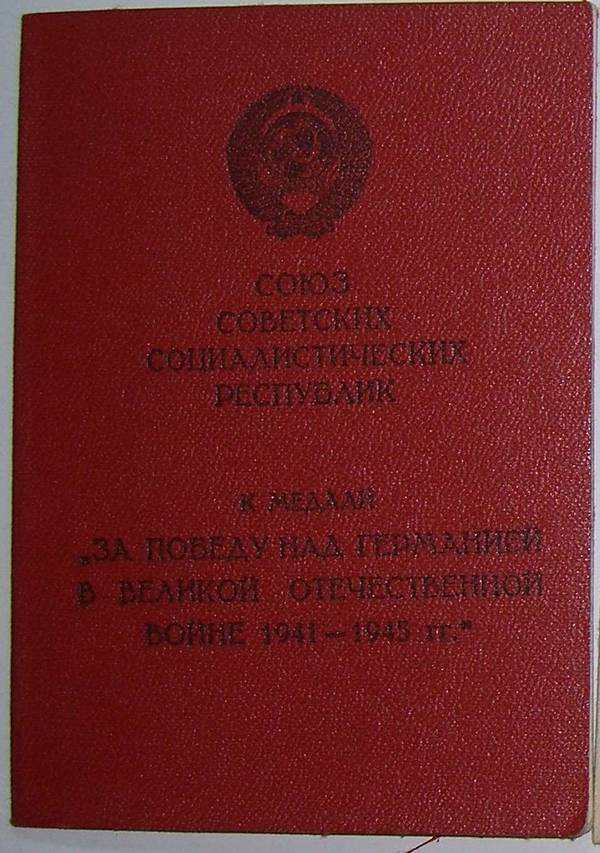 СОЮЗ
СОВЕТСКИХ
СОЦИАЛИСТИЧЕСКИХ
РЕСПУБЛИК
К МЕДАЛИ
„ЗА ПОБЕДУ НАД ГЕРМАНИЕЙ
В ВЕЛИКОЙ ОТЕЧЕСТВЕННОЙ
ВОЙНЕ 1941 — 1945 гг."